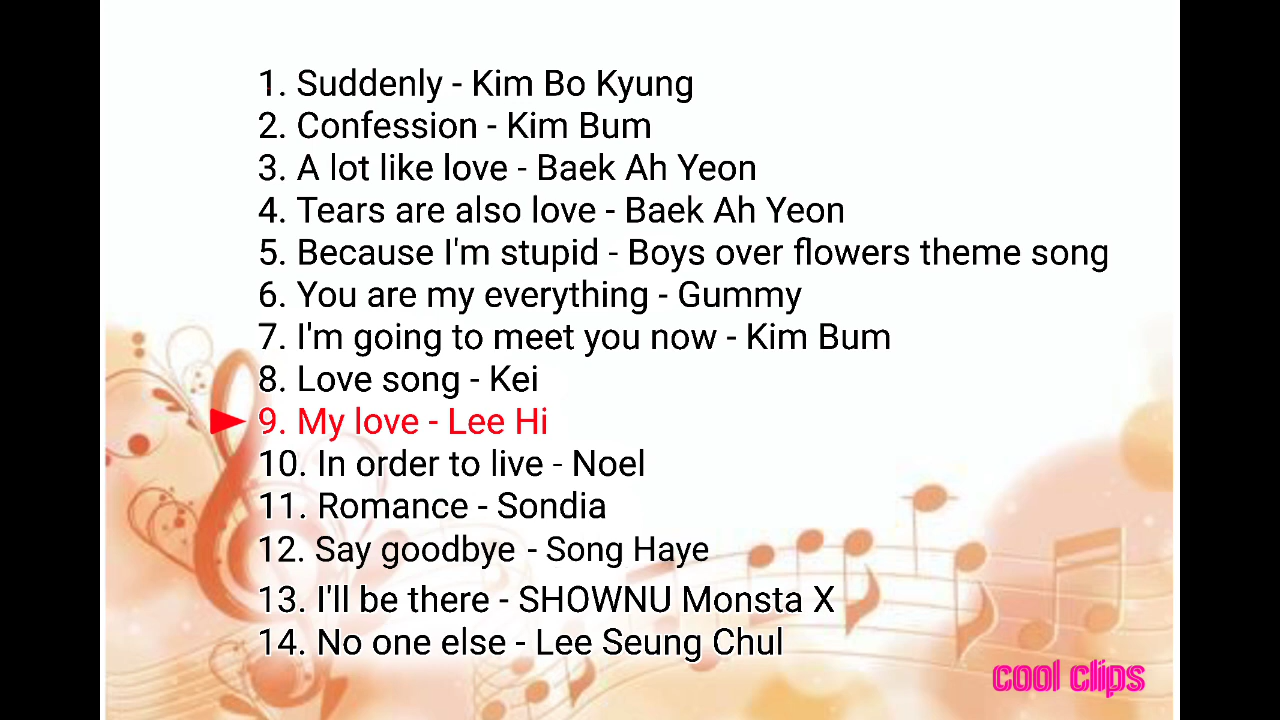 1. Suddenly - Kim Bo Kyung
2. Confession - Kim Bum
3. A lot like love - Baek Ah Yeon
4. Tears are also love - Baek Ah Yeon
5. Because I'm stupid - Boys over flowers theme song
6. You are my everything - Gummy
7. I'm going to meet you now - Kim Bum
8. Love song - Kei
9. My love - Lee Hi
10. In order to live - Noel
11. Romance - Sondia
12. Say goodbye - Song Haye
13. I'll be there - SHOWNU Monsta X
14. No one else - Lee Seung Chul
cool clips